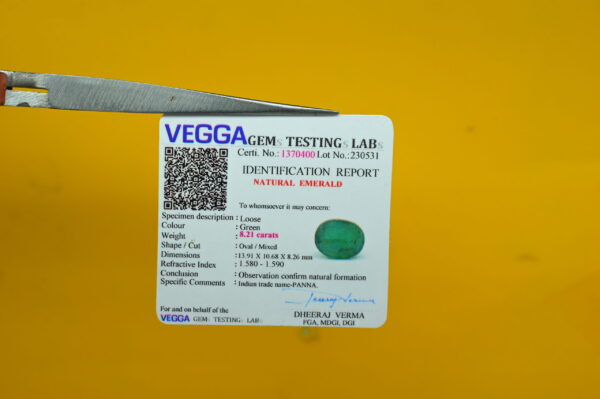 VEGGA GEMS TESTING LABS
Certi. No.: 1370400 Lot No.: 230531
IDENTIFICATION REPORT
NATURAL EMERALD
To whomsoever it may concern:
Specimen description : Loose
Colour : Green
Weight : 8.21 carats
Shape / Cut : Oval / Mixed
Dimensions : 13.91 X 10.68 X 8.26 mm
Refractive Index : 1.580 - 1.590
Conclusion : Observation confirm natural formation
Specific Comments : Indian trade name-PANNA.
For and on behalf of the
VEGGA GEMS TESTING LABS
DHEERAJ VERMA
FGA, MDGI, DGI